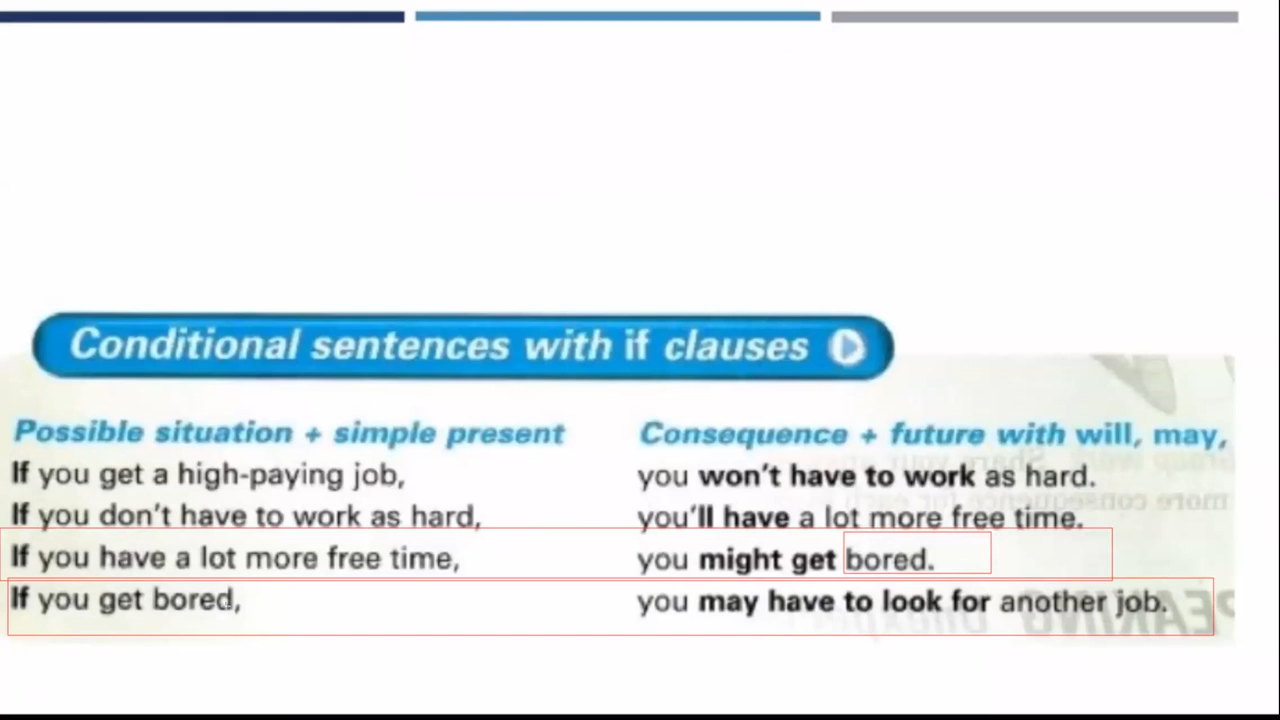 Conditional sentences with if clauses
Possible situation + simple present
Consequence + future with will, may,
If you get a high-paying job,
you won't have to work as hard.
If you don't have to work as hard,
you'll have a lot more free time.
If you have a lot more free time,
you might get bored.
If you get bored,
you may have to look for another job.